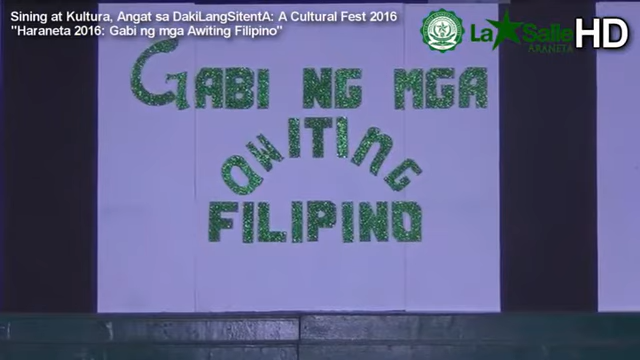 Sining at Kultura, Angat sa DakiLangSitentA: A Cultural Fest 2016
"Haraneta 2016: Gabi ng mga Awiting Filipino"
La Salle HD
ARANETA
GABI NG MGA
AWITING
FILIPINO